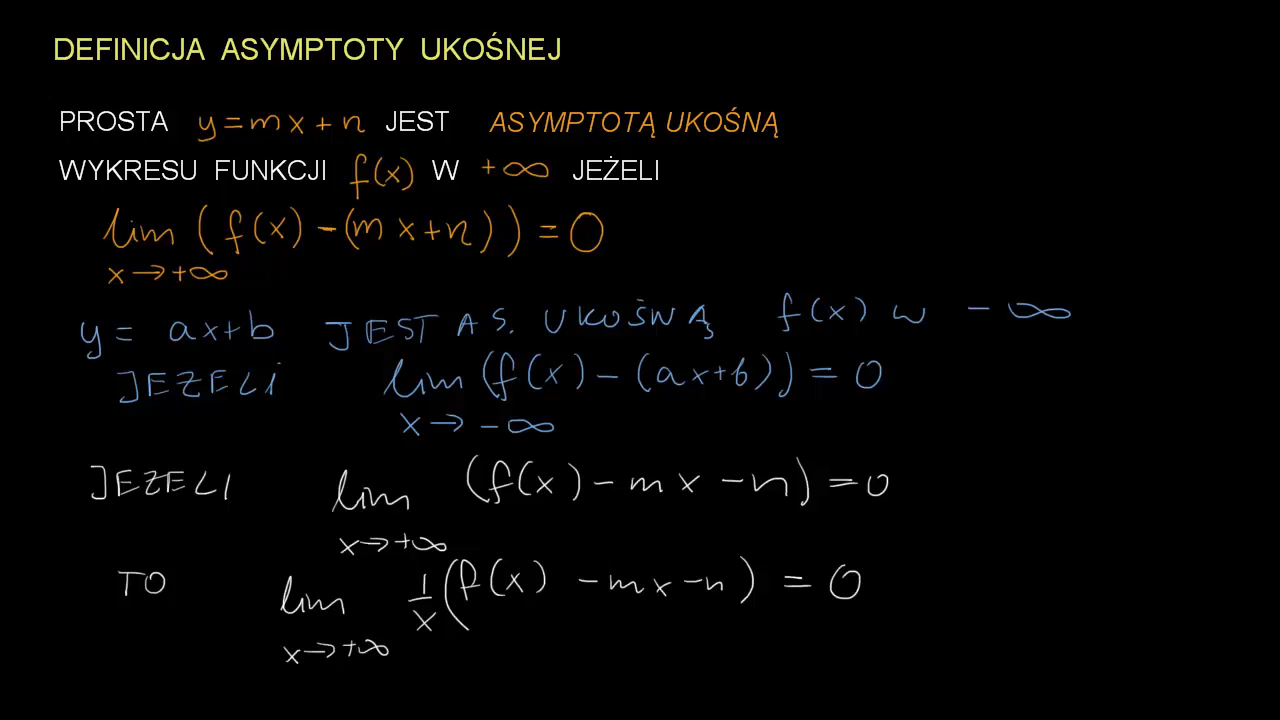 DEFINICJA ASYMPTOTY UKOŚNEJ
PROSTA y = mx + n JEST ASYMPTOTĄ UKOŚNĄ
WYKRESU FUNKCJI f(x) W +∞ JEŻELI
lim (f(x) - (mx+n)) = 0
x → +∞
y = ax+b JEST AS. UKOŚNĄ f(x) w -∞
JEZELI lim (f(x) - (ax+b)) = 0
x → -∞
JEZELI lim (f(x) - mx - n) = 0
x → +∞
TO lim 1/x (f(x) - mx - n) = 0
x → +∞